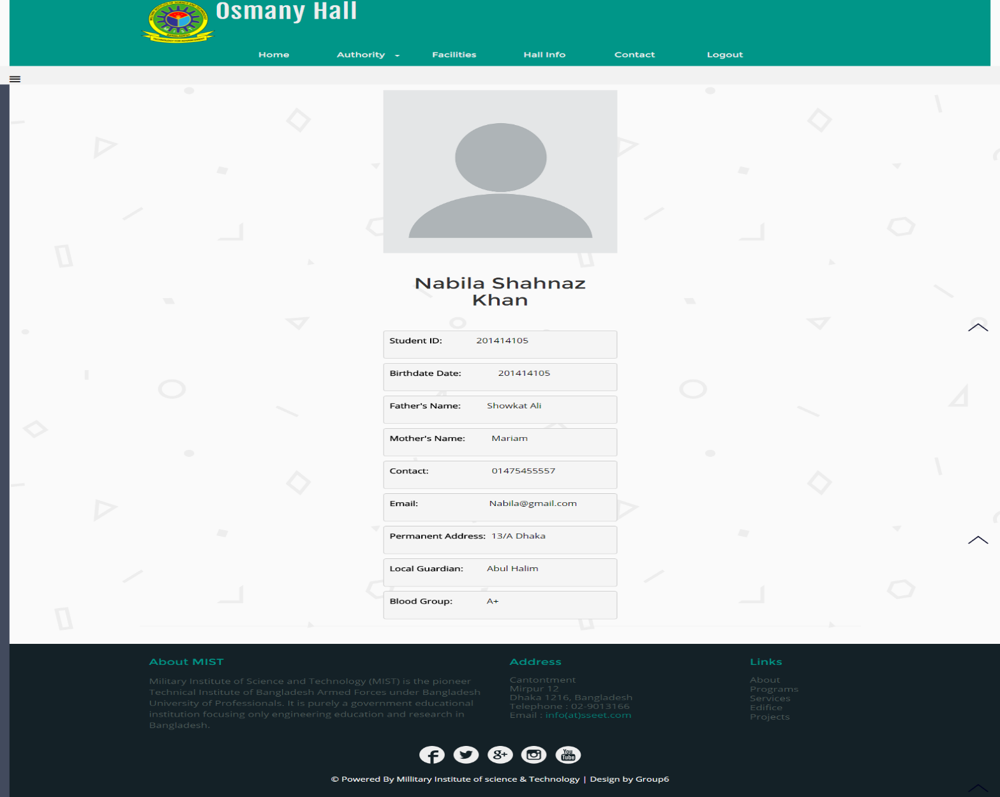 Osmany Hall
Home Authority Facilities Hall Info Contact Logout
Nabila Shahnaz
Khan
Student ID: 201414105
Birthdate Date: 201414105
Father's Name: Showkat Ali
Mother's Name: Mariam
Contact: 01475455557
Email: Nabila@gmail.com
Permanent Address: 13/A Dhaka
Local Guardian: Abul Halim
Blood Group: A+
About MIST
Military Institute of Science and Technology (MIST) is the pioneer
Technical Institute of Bangladesh Armed Forces under Bangladesh
University of Professionals. It is purely a government educational
institution focusing only engineering education and research in
Bangladesh.
Address
Cantontment
Mirpur 12
Dhaka 1216, Bangladesh
Telephone : 02-9013166
Email : info(at)sseet.com
Links
About
Programs
Services
Edifice
Projects
You
Tube
© Powered By Millitary Institute of science & Technology | Design by Group6